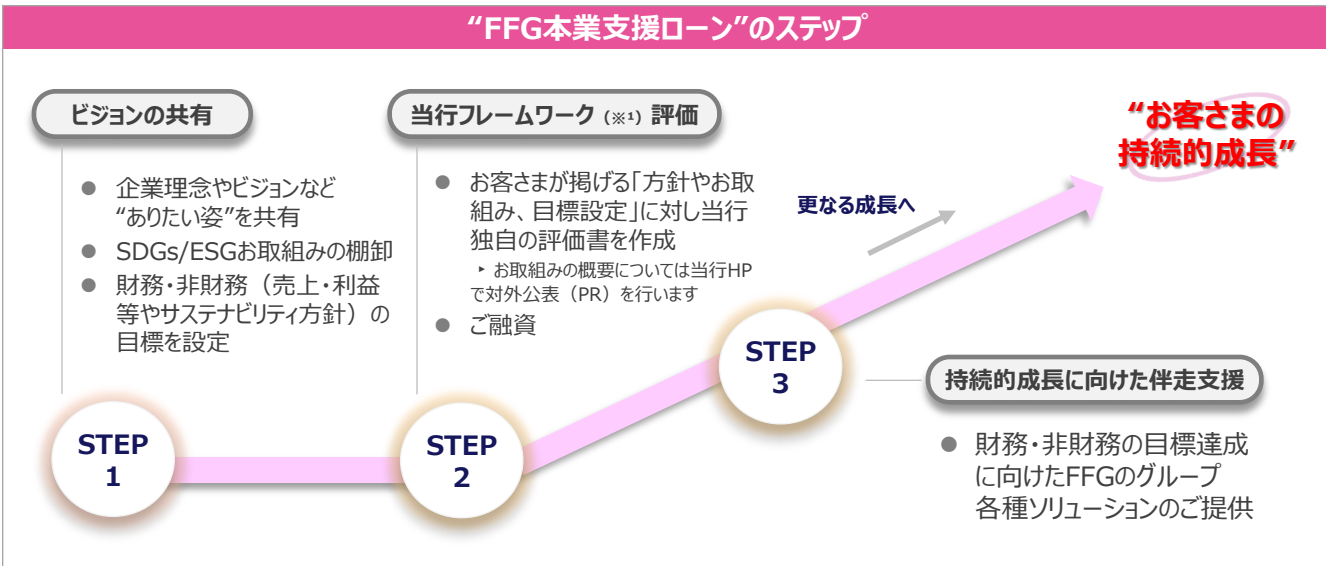 “FFG本業支援ローン”のステップ
ビジョンの共有
● 企業理念やビジョンなど
“ありたい姿”を共有
● SDGs/ESGお取組みの棚卸
● 財務・非財務（売上・利益
等やサステナビリティ方針）の
目標を設定
STEP
1
当行フレームワーク（※1）評価
● お客さまが掲げる「方針やお取
組み、目標設定」に対し当行
独自の評価書を作成
‣ お取組みの概要については当行HP
で対外公表（PR）を行います
● ご融資
STEP
2
STEP
3
持続的成長に向けた伴走支援
● 財務・非財務の目標達成
に向けたFFGのグループ
各種ソリューションのご提供
更なる成長へ
“お客さまの
持続的成長”